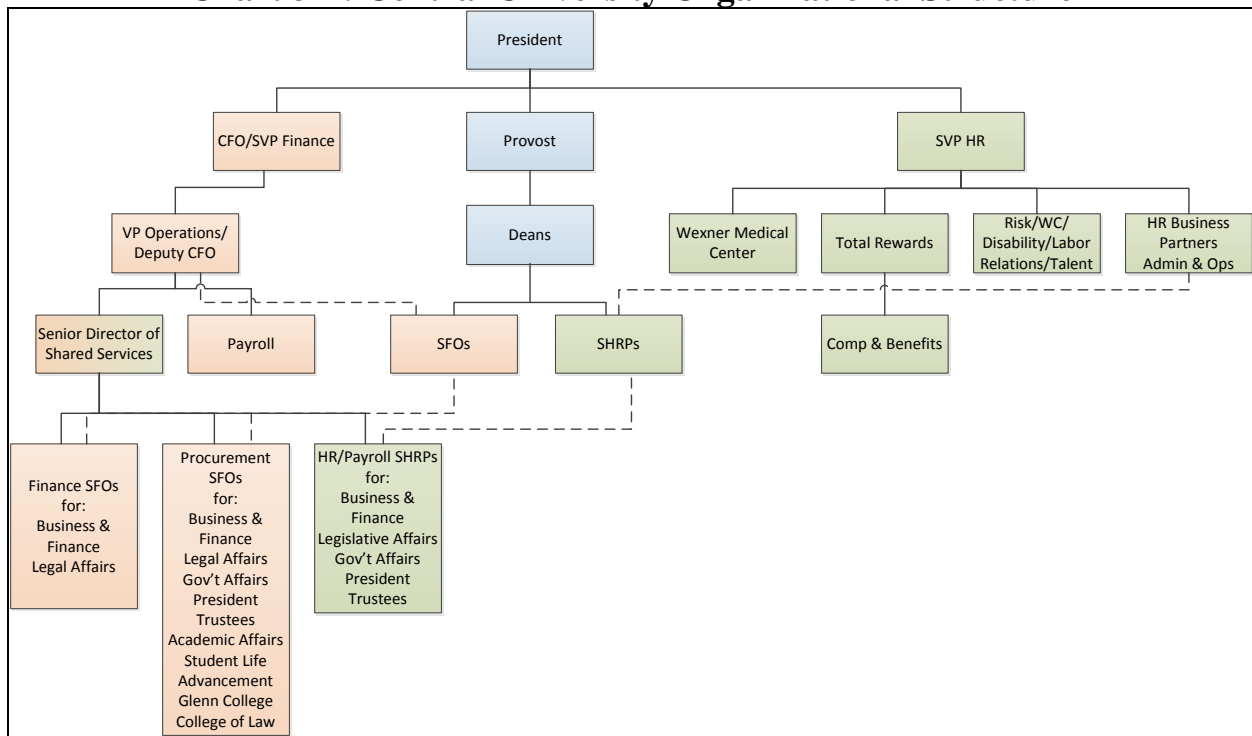 Central University Organizational Structure
President
CFO/SVP Finance
Provost
SVP HR
VP Operations/
Deputy CFO
Deans
Wexner Medical
Center
Total Rewards
Risk/WC/
Disability/Labor
Relations/Talent
HR Business
Partners
Admin & Ops
Senior Director of
Shared Services
Payroll
SFOs
SHRPs
Comp & Benefits
Finance SFOs
for:
Business &
Finance
Legal Affairs
Procurement
SFOs
for:
Business &
Finance
Legal Affairs
Gov't Affairs
President
Trustees
Academic Affairs
Student Life
Advancement
Glenn College
College of Law
HR/Payroll SHRPs
for:
Business &
Finance
Legislative Affairs
Gov't Affairs
President
Trustees